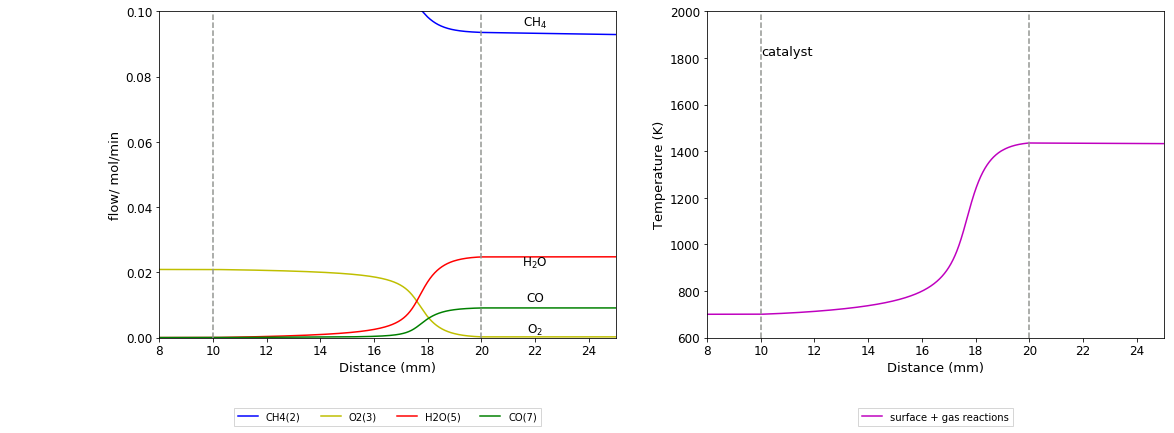 0.10
0.08
0.06
0.04
0.02
0.00
flow/ mol/min
CH₄
H₂O
CO
O₂
8 10 12 14 16 18 20 22 24
Distance (mm)
CH4(2) O2(3) H2O(5) CO(7)
2000
1800
1600
1400
1200
1000
800
600
Temperature (K)
catalyst
8 10 12 14 16 18 20 22 24
Distance (mm)
surface + gas reactions